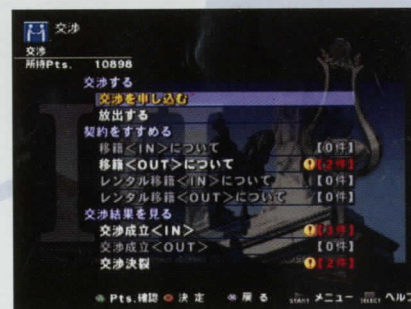 交渉
交渉
所持Pts. 10898
交渉する
交渉を申し込む
放出する
契約をすすめる
移籍<IN>について 【0件】
移籍<OUT>について 【2件】
レンタル移籍<IN>について 【0件】
レンタル移籍<OUT>について 【0件】
交渉結果を見る
交渉成立<IN> 【3件】
交渉成立<OUT> 【0件】
交渉決裂 【2件】
Pts.確認 決定 戻る START メニュー SELECT ヘルプ